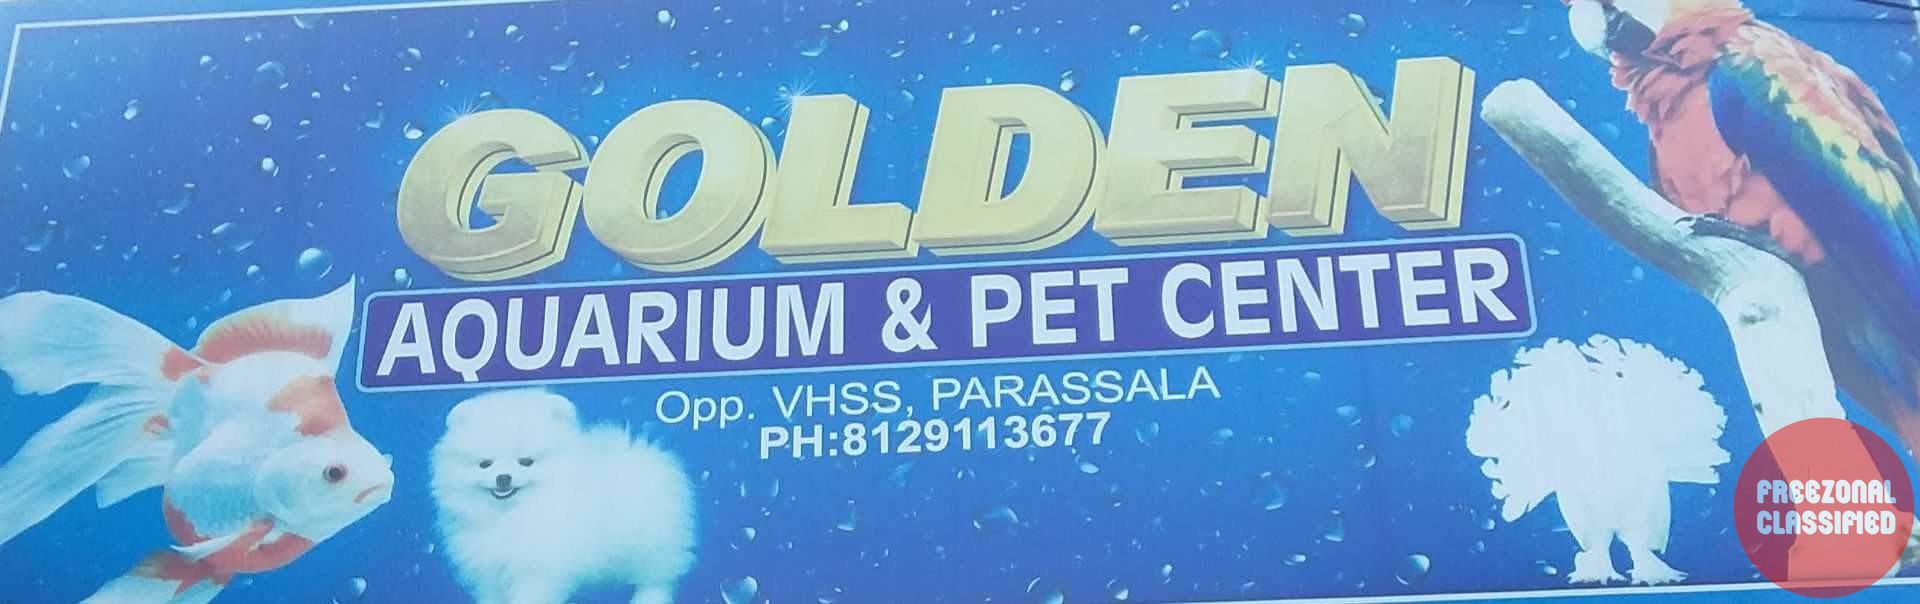 GOLDEN
AQUARIUM & PET CENTER
Opp. VHSS, PARASSALA
PH:8129113677
FREEZONAL
CLASSIFIED